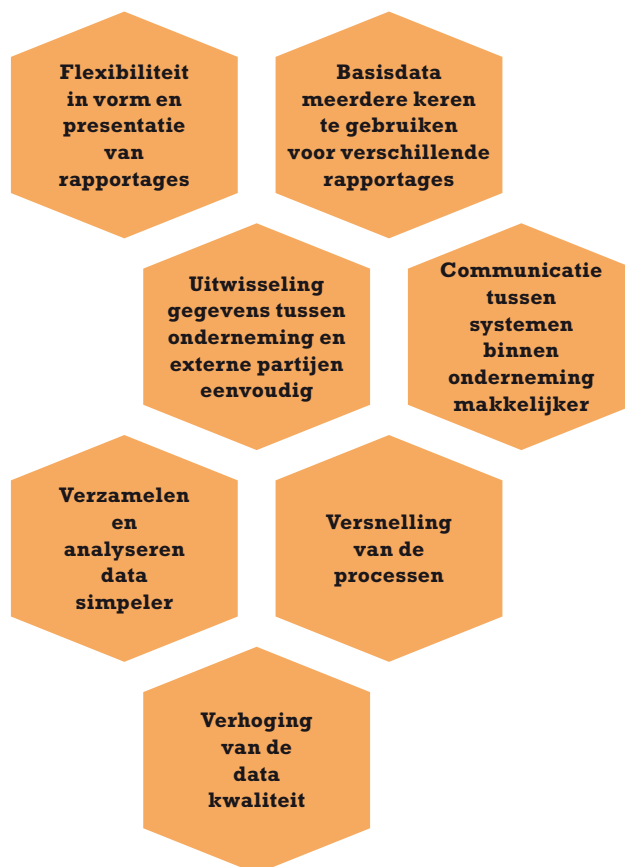 Flexibiliteit
in vorm en
presentatie
van
rapportages
Basisdata
meerdere keren
te gebruiken
voor verschillende
rapportages
Uitwisseling
gegevens tussen
onderneming en
externe partijen
eenvoudig
Communicatie
tussen
systemen
binnen
onderneming
makkelijker
Verzamelen
en
analyseren
data
simpeler
Versnelling
van de
processen
Verhoging
van de
data
kwaliteit